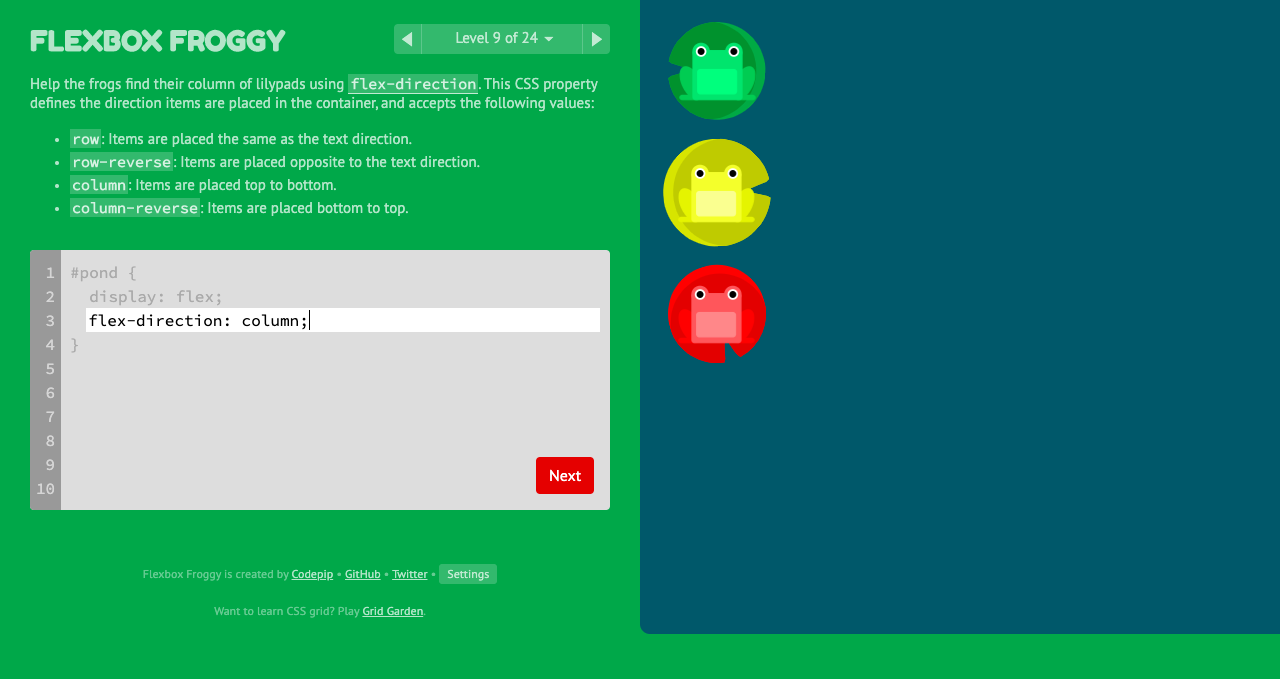 FLEXBOX FROGGY
Level 9 of 24
Help the frogs find their column of lilypads using flex-direction. This CSS property
defines the direction items are placed in the container, and accepts the following values:
• row: Items are placed the same as the text direction.
• row-reverse: Items are placed opposite to the text direction.
• column: Items are placed top to bottom.
• column-reverse: Items are placed bottom to top.
1 #pond {
2 display: flex;
3 flex-direction: column;
4 }
5
6
7
8
9
10
Next
Flexbox Froggy is created by Codepip • GitHub • Twitter • Settings
Want to learn CSS grid? Play Grid Garden.